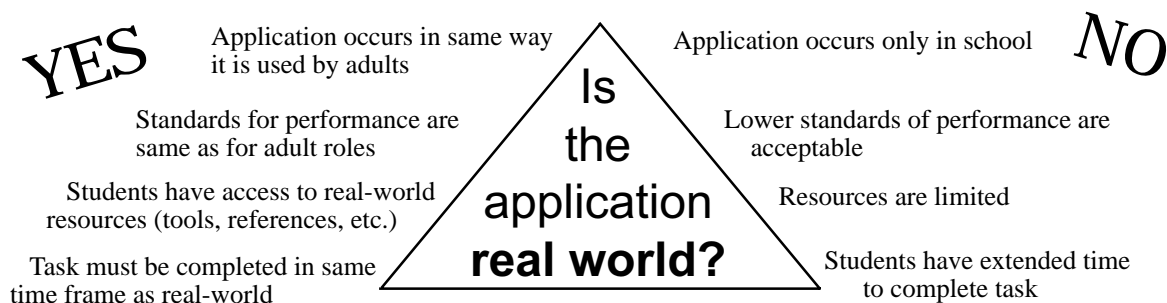 YES
Application occurs in same way
it is used by adults
Standards for performance are
same as for adult roles
Students have access to real-world
resources (tools, references, etc.)
Task must be completed in same
time frame as real-world
Is
the
application
real world?
NO
Application occurs only in school
Lower standards of performance are
acceptable
Resources are limited
Students have extended time
to complete task